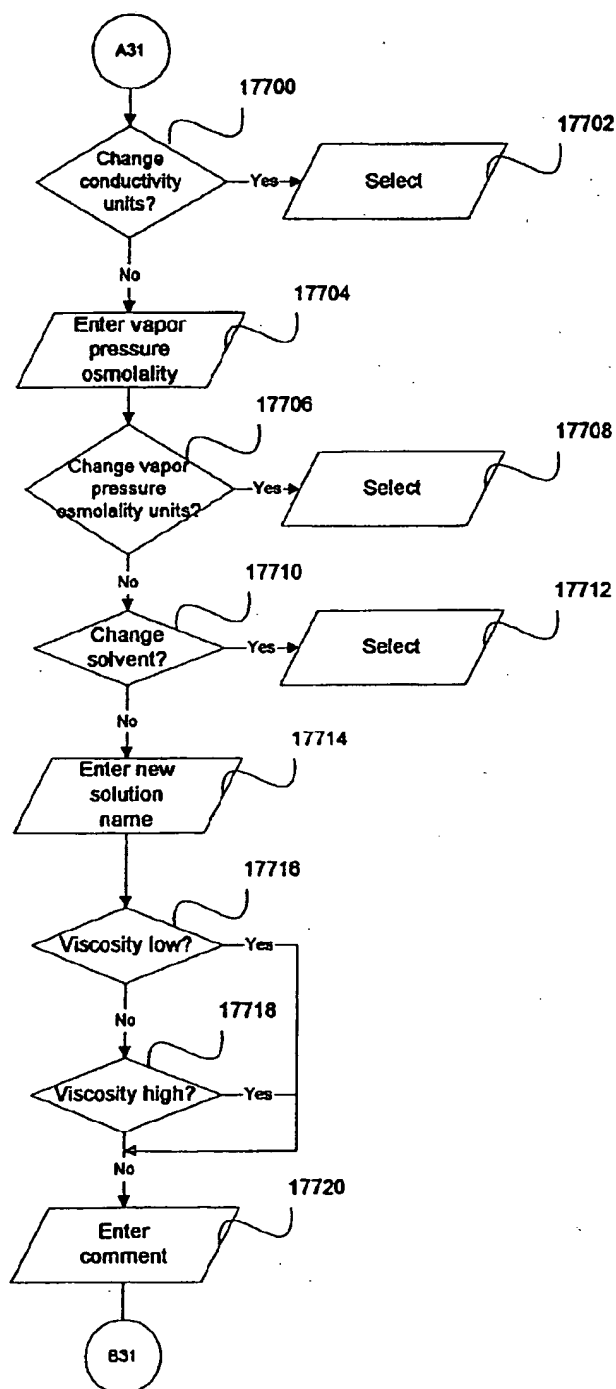 A31
17700
17702
Change
conductivity
units?
Yes
Select
No
17704
Enter vapor
pressure
osmolality
17706
17708
Change vapor
pressure
osmolality units?
Yes
Select
No
17710
17712
Change
solvent?
Yes
Select
No
17714
Enter new
solution
name
17716
Viscosity low?
Yes
No
17718
Viscosity high?
Yes
No
17720
Enter
comment
B31